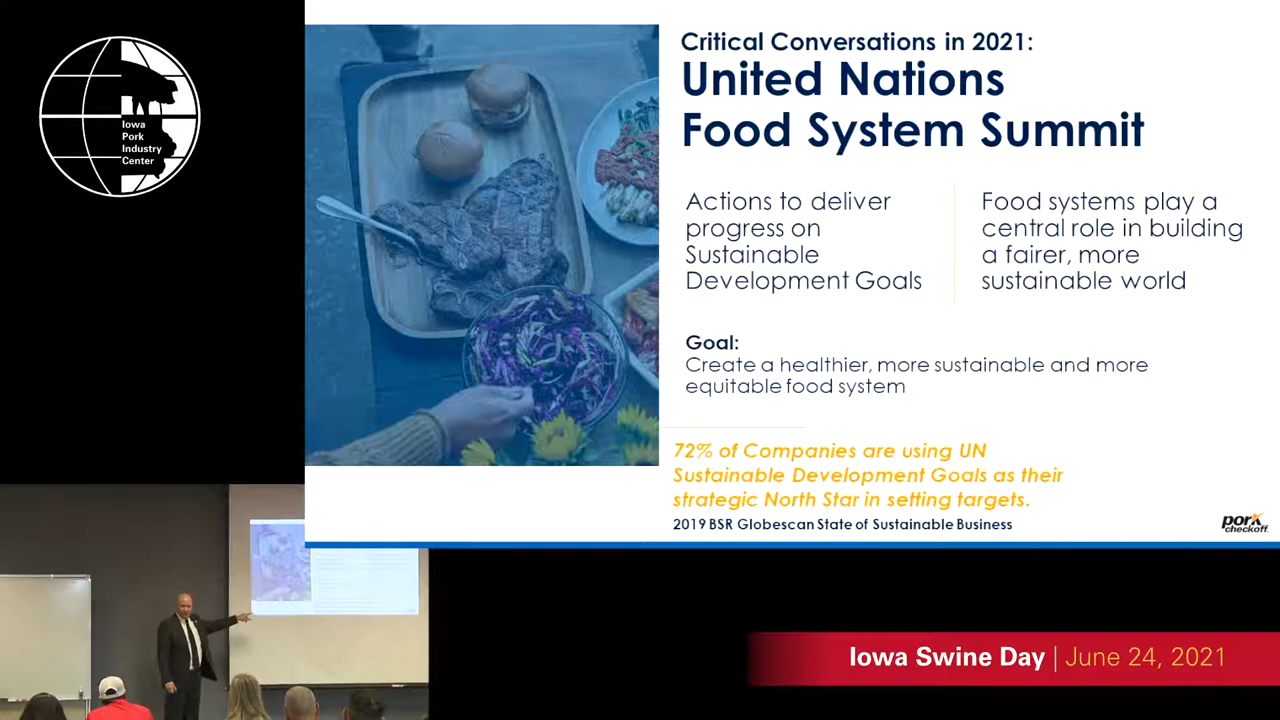 Iowa
Pork
Industry
Center
Critical Conversations in 2021:
United Nations
Food System Summit
Actions to deliver
progress on
Sustainable
Development Goals
Food systems play a
central role in building
a fairer, more
sustainable world
Goal:
Create a healthier, more sustainable and more
equitable food system
72% of Companies are using UN
Sustainable Development Goals as their
strategic North Star in setting targets.
2019 BSR Globescan State of Sustainable Business
pork
checkoff
Iowa Swine Day | June 24, 2021